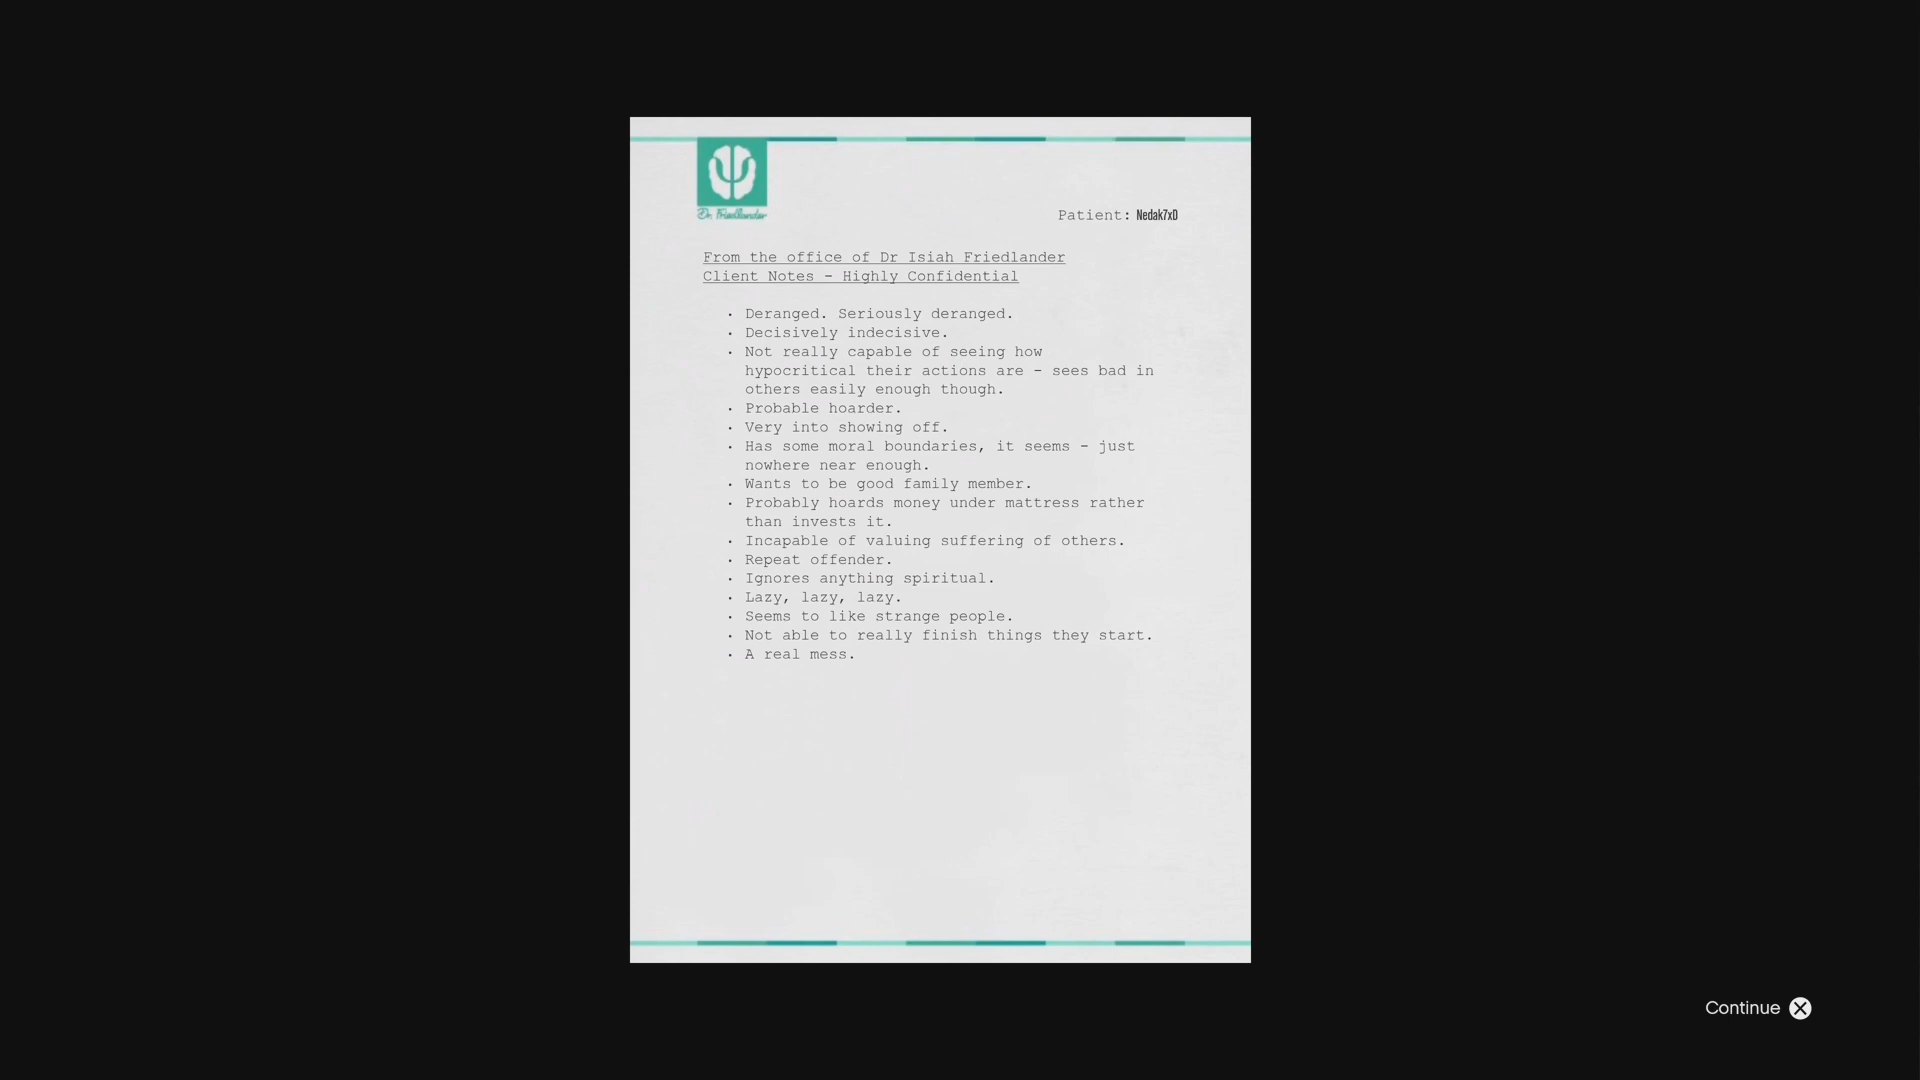 Dr. Friedlander
Patient: Nedak7xD
From the office of Dr Isiah Friedlander
Client Notes - Highly Confidential
• Deranged. Seriously deranged.
• Decisively indecisive.
• Not really capable of seeing how
hypocritical their actions are - sees bad in
others easily enough though.
• Probable hoarder.
• Very into showing off.
• Has some moral boundaries, it seems - just
nowhere near enough.
• Wants to be good family member.
• Probably hoards money under mattress rather
than invests it.
• Incapable of valuing suffering of others.
• Repeat offender.
• Ignores anything spiritual.
• Lazy, lazy, lazy.
• Seems to like strange people.
• Not able to really finish things they start.
• A real mess.
Continue